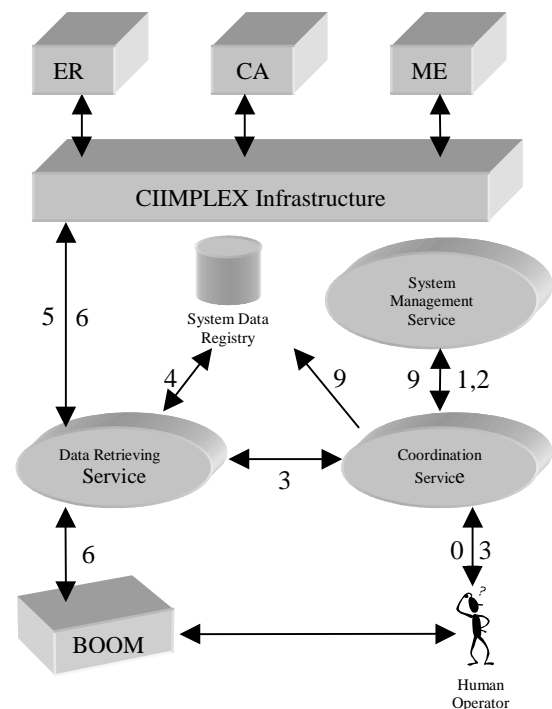 ER
CA
ME
CIIMPLEX Infrastructure
System Data
Registry
System
Management
Service
5
6
4
9
9
1,2
Data Retrieving
Service
3
Coordination
Service
6
0
3
?
BOOM
Human
Operator